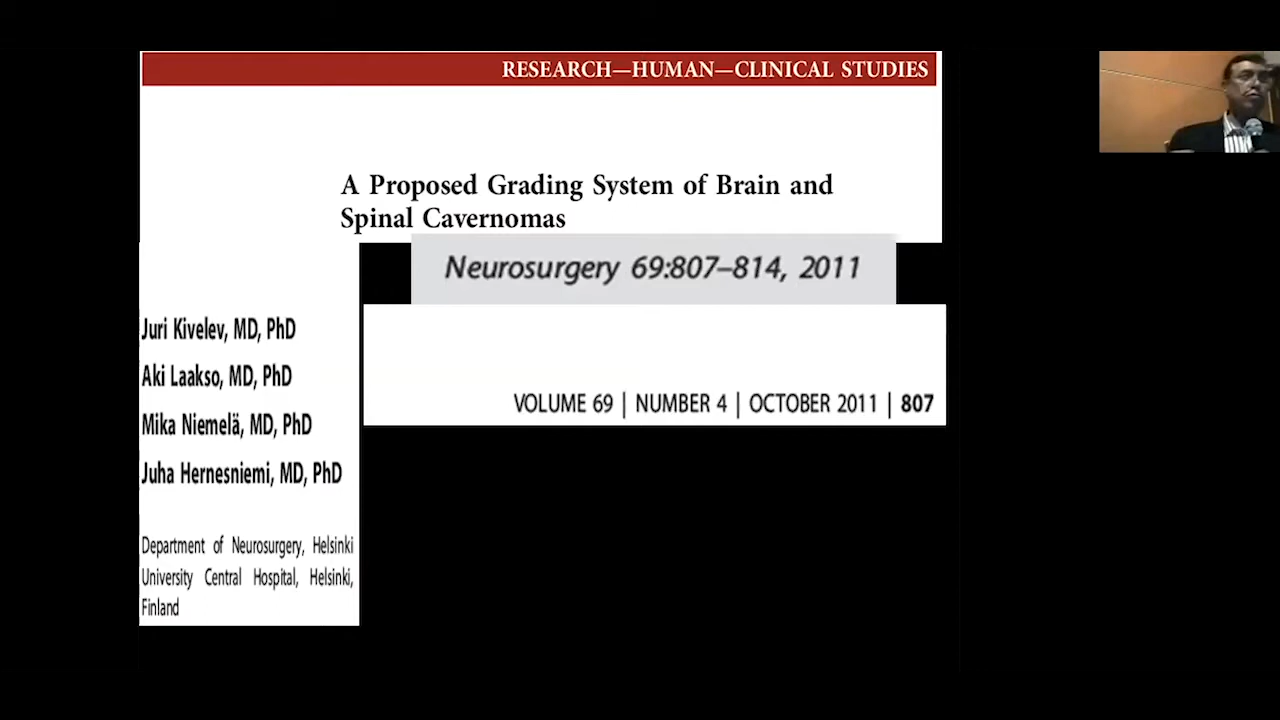 RESEARCH—HUMAN—CLINICAL STUDIES
A Proposed Grading System of Brain and
Spinal Cavernomas
Neurosurgery 69:807–814, 2011
Juri Kivelev, MD, PhD
Aki Laakso, MD, PhD
Mika Niemelä, MD, PhD
Juha Hernesniemi, MD, PhD
VOLUME 69 | NUMBER 4 | OCTOBER 2011 | 807
Department of Neurosurgery, Helsinki
University Central Hospital, Helsinki,
Finland